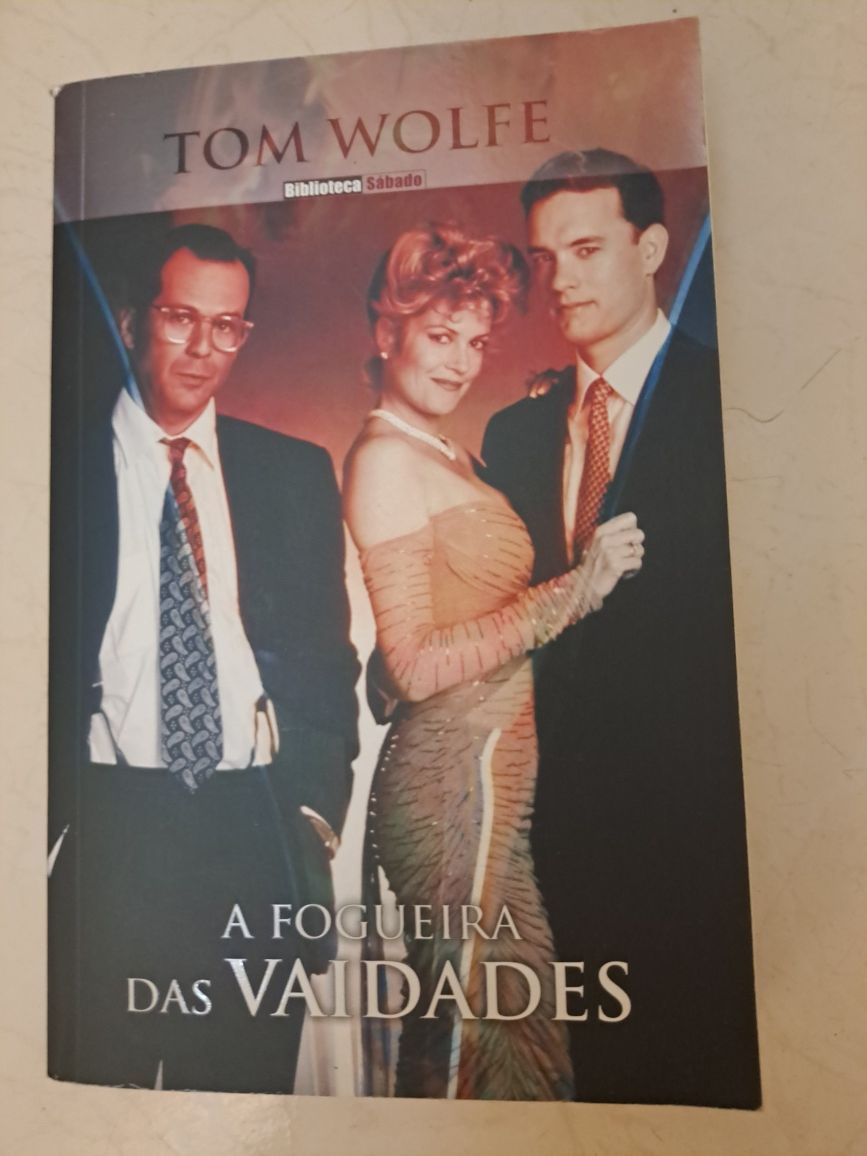 TOM WOLFE
Biblioteca Sábado
A FOGUEIRA
DAS VAIDADES